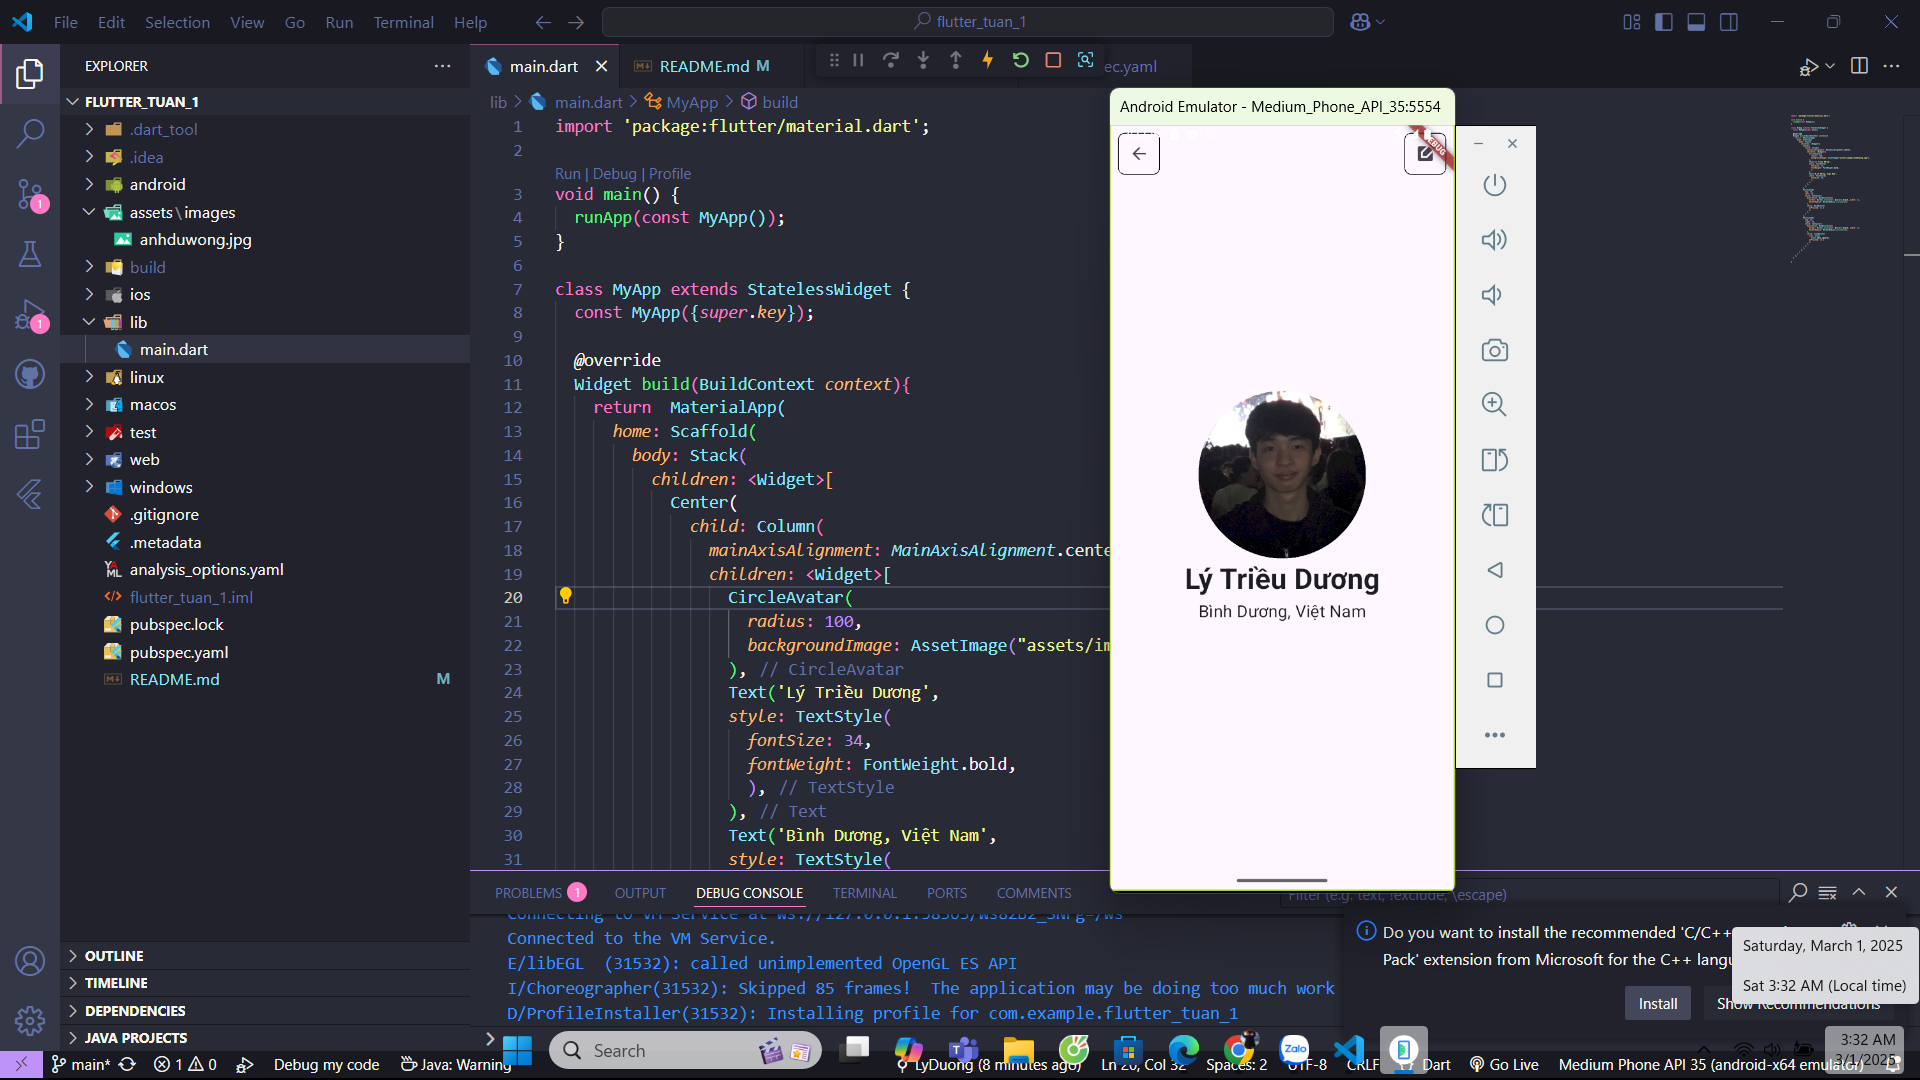 File Edit Selection View Go Run Terminal Help
flutter_tuan_1
EXPLORER
FLUTTER_TUAN_1
.dart_tool
.idea
android
assets\images
anhduwong.jpg
build
ios
lib
main.dart
linux
macos
test
web
windows
.gitignore
.metadata
analysis_options.yaml
flutter_tuan_1.iml
pubspec.lock
pubspec.yaml
README.md M
OUTLINE
TIMELINE
DEPENDENCIES
JAVA PROJECTS
1
1
main.dart
README.md M
ec.yaml
lib > main.dart > MyApp > build
1 import 'package:flutter/material.dart';
2
Run | Debug | Profile
3 void main() {
4 runApp(const MyApp());
5 }
6
7 class MyApp extends StatelessWidget {
8 const MyApp({super.key});
9
10 @override
11 Widget build(BuildContext context){
12 return  MaterialApp(
13 home: Scaffold(
14 body: Stack(
15 children: <Widget>[
16 Center(
17 child: Column(
18 mainAxisAlignment: MainAxisAlignment.cente
19 children: <Widget>[
20 CircleAvatar(
21 radius: 100,
22 backgroundImage: AssetImage("assets/im
23 ), // CircleAvatar
24 Text('Lý Triều Dương',
25 style: TextStyle(
26 fontSize: 34,
27 fontWeight: FontWeight.bold,
28 ), // TextStyle
29 ), // Text
30 Text('Bình Dương, Việt Nam',
31 style: TextStyle(
Android Emulator - Medium_Phone_API_35:5554
Lý Triều Dương
Bình Dương, Việt Nam
PROBLEMS 1 OUTPUT DEBUG CONSOLE TERMINAL PORTS COMMENTS
Filter (e.g. text, !exclude, \escape)
Connected to the VM Service.
E/libEGL  (31532): called unimplemented OpenGL ES API
I/Choreographer(31532): Skipped 85 frames!  The application may be doing too much work
D/ProfileInstaller(31532): Installing profile for com.example.flutter_tuan_1
Do you want to install the recommended 'C/C++
Pack' extension from Microsoft for the C++ langu
Install
Show Recommendations
Saturday, March 1, 2025
Sat 3:32 AM (Local time)
Search
Zalo
3:32 AM
3/1/2025
main* 1 0 Debug my code Java: Warning LyDuong (8 minutes ago) Ln 20, Col 32 Spaces: 2 UTF-8 CRLF Dart Go Live Medium Phone API 35 (android-x64 emulator)